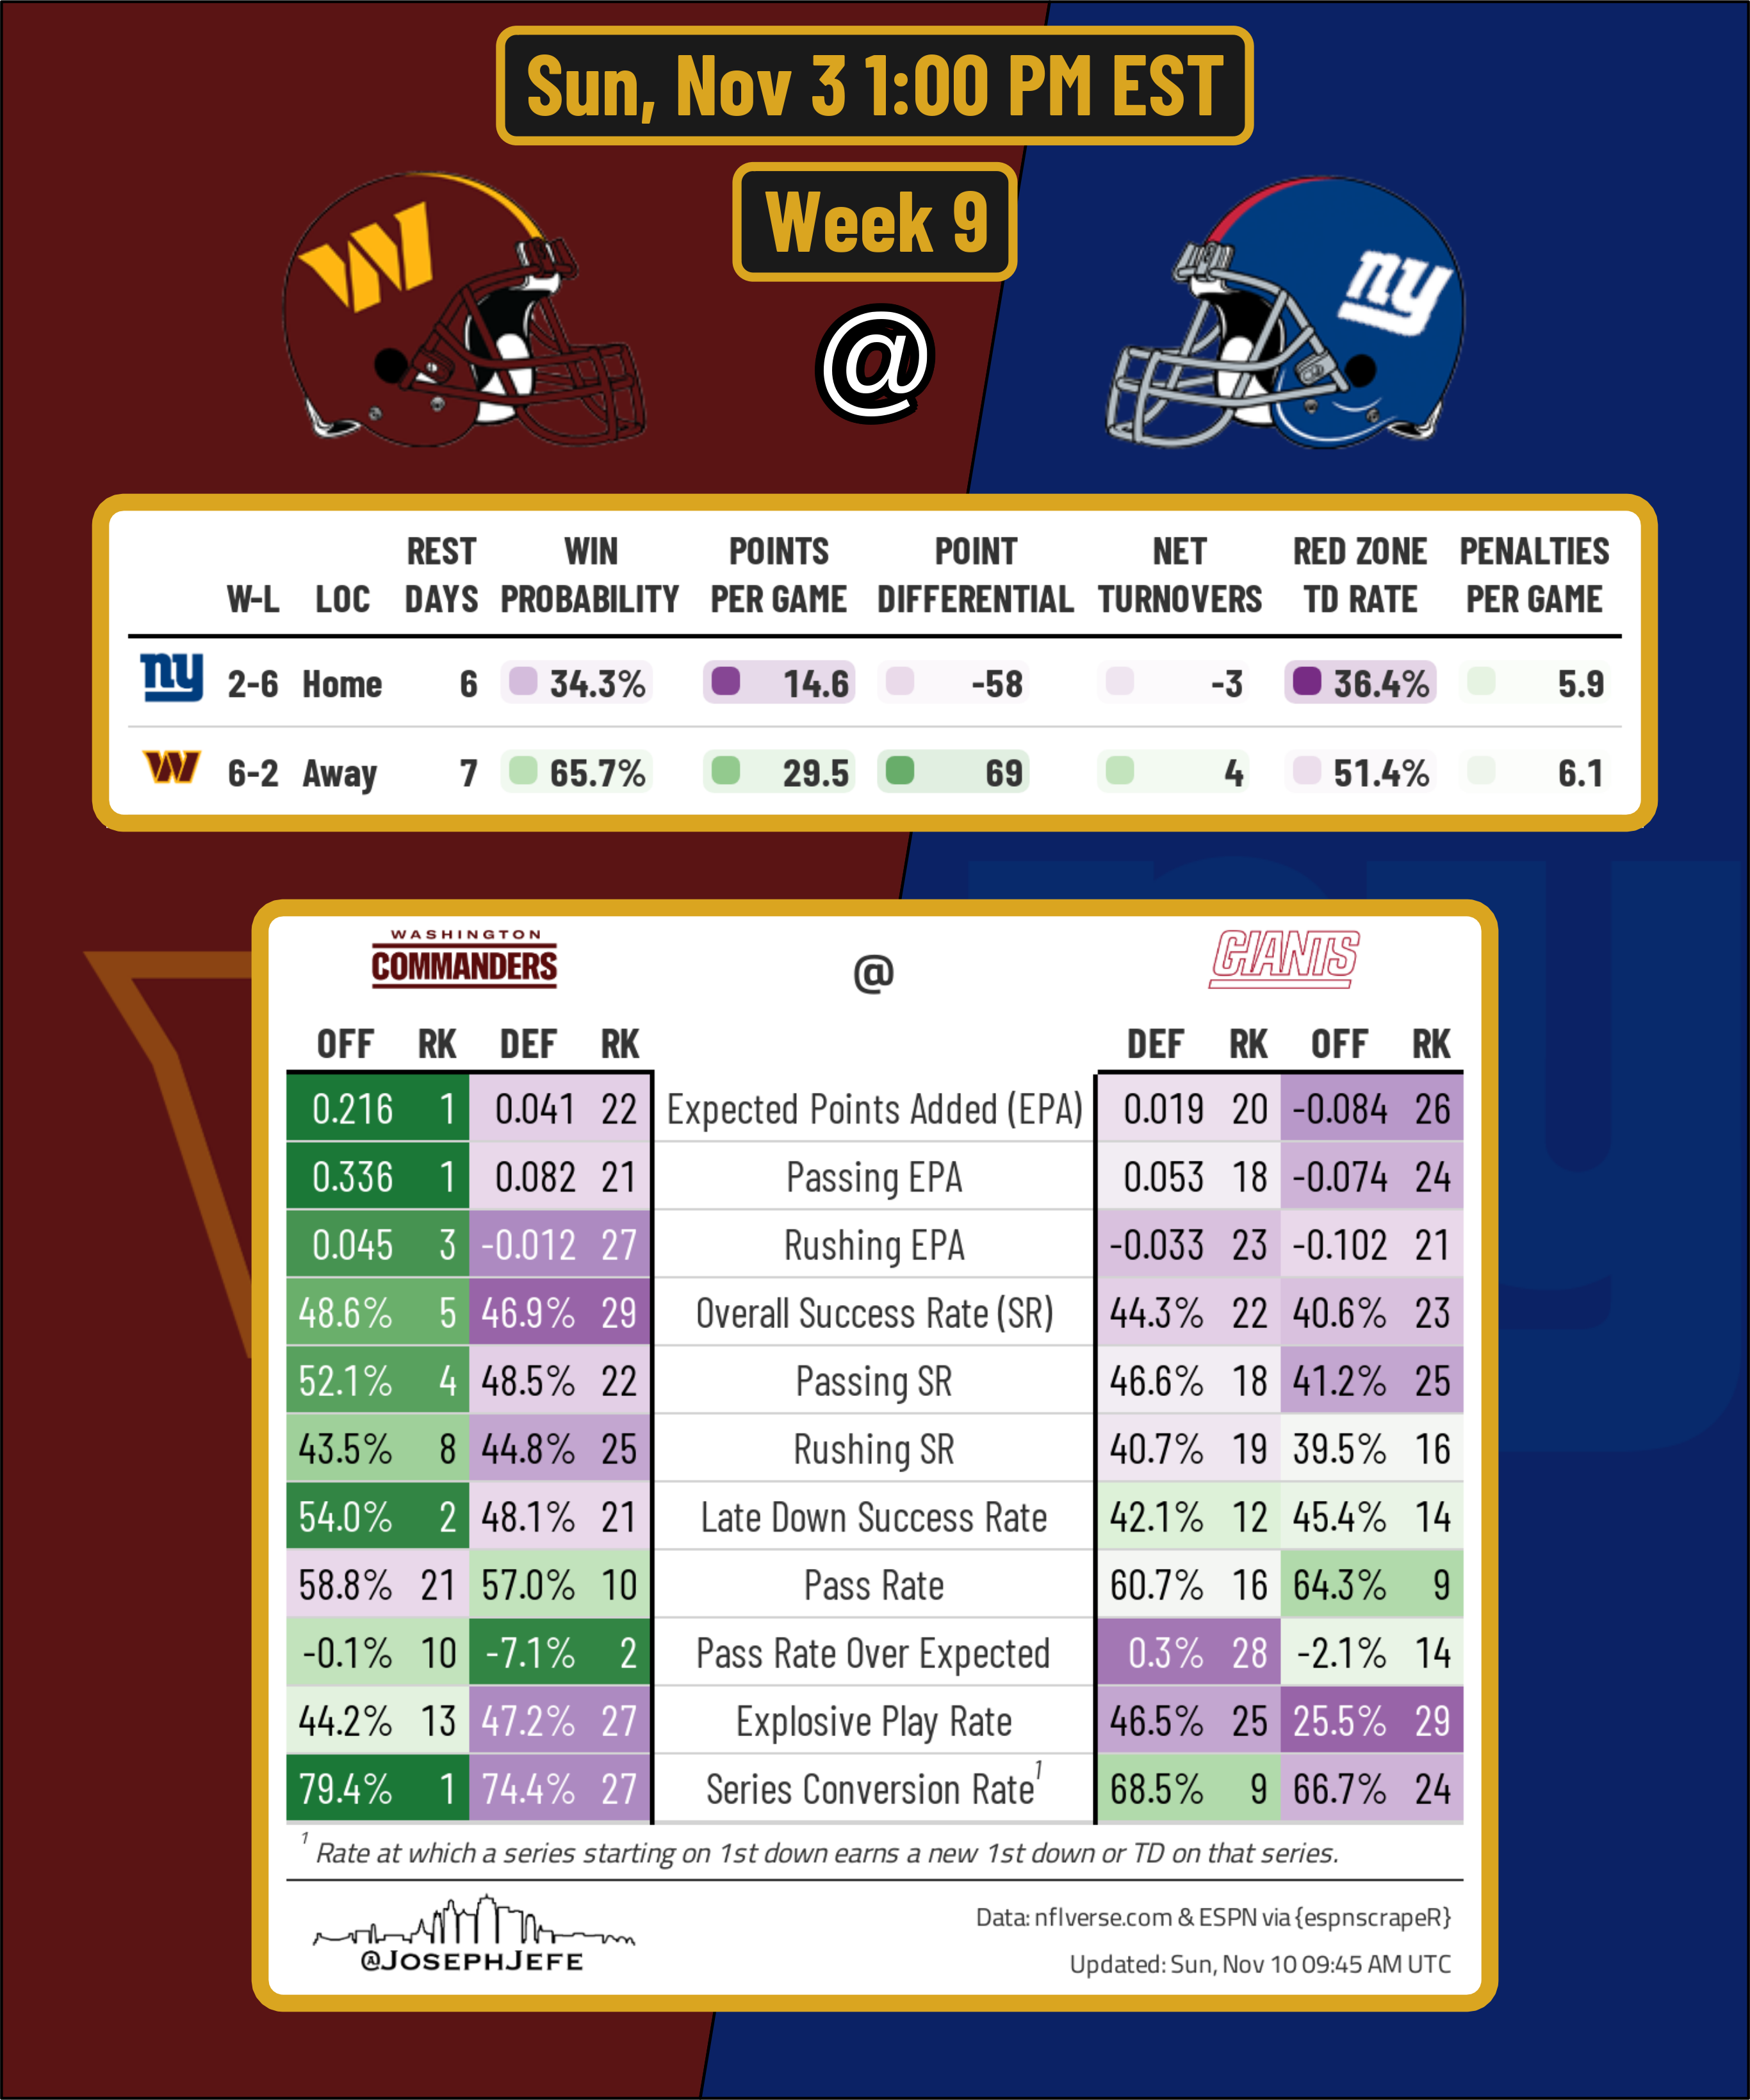 Sun, Nov 3 1:00 PM EST
Week 9
W
@
ny
REST WIN POINTS POINT NET RED ZONE PENALTIES
W-L LOC DAYS PROBABILITY PER GAME DIFFERENTIAL TURNOVERS TD RATE PER GAME
ny 2-6 Home 6 34.3% 14.6 -58 -3 36.4% 5.9
W 6-2 Away 7 65.7% 29.5 69 4 51.4% 6.1
WASHINGTON
COMMANDERS @ GIANTS
OFF RK DEF RK DEF RK OFF RK
0.216 1 0.041 22 Expected Points Added (EPA) 0.019 20 -0.084 26
0.336 1 0.082 21 Passing EPA 0.053 18 -0.074 24
0.045 3 -0.012 27 Rushing EPA -0.033 23 -0.102 21
48.6% 5 46.9% 29 Overall Success Rate (SR) 44.3% 22 40.6% 23
52.1% 4 48.5% 22 Passing SR 46.6% 18 41.2% 25
43.5% 8 44.8% 25 Rushing SR 40.7% 19 39.5% 16
54.0% 2 48.1% 21 Late Down Success Rate 42.1% 12 45.4% 14
58.8% 21 57.0% 10 Pass Rate 60.7% 16 64.3% 9
-0.1% 10 -7.1% 2 Pass Rate Over Expected 0.3% 28 -2.1% 14
44.2% 13 47.2% 27 Explosive Play Rate 46.5% 25 25.5% 29
79.4% 1 74.4% 27 Series Conversion Rate¹ 68.5% 9 66.7% 24
¹ Rate at which a series starting on 1st down earns a new 1st down or TD on that series.
@JOSEPHJEFE
Data: nflverse.com & ESPN via {espnscrapeR}
Updated: Sun, Nov 10 09:45 AM UTC